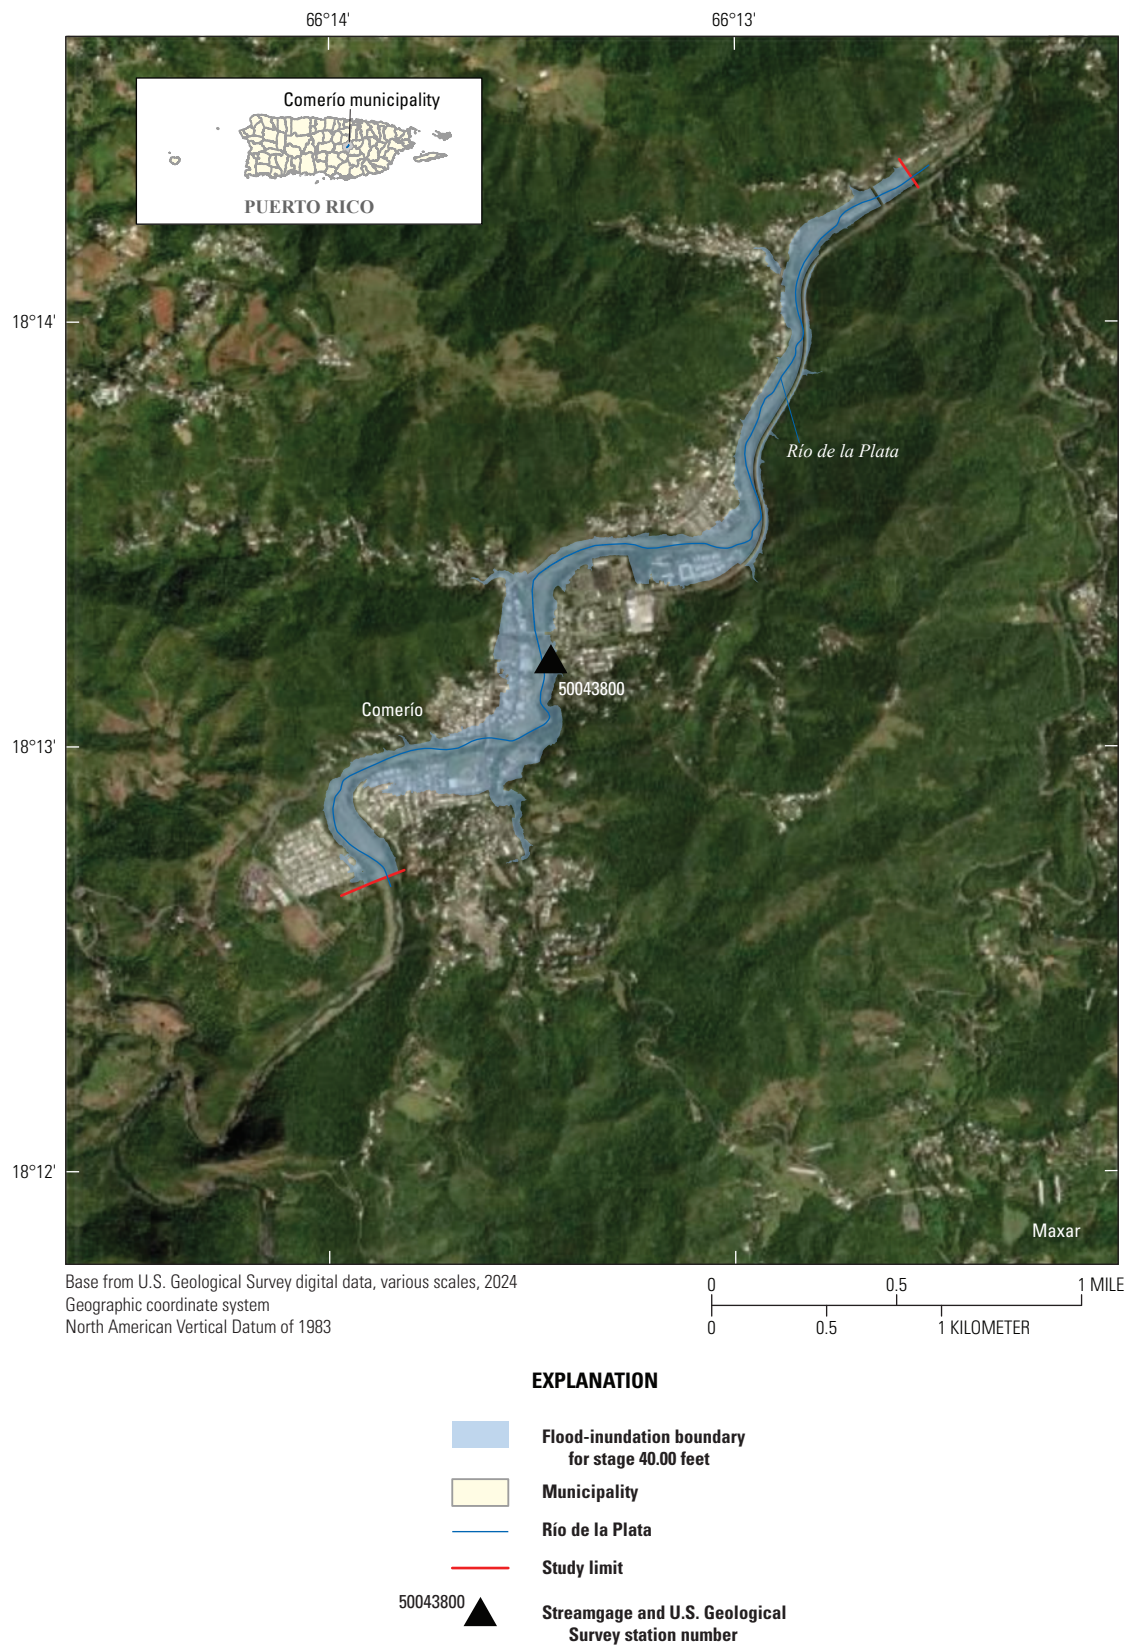 66°14' 66°13'
Comerío municipality
PUERTO RICO
18°14'
Río de la Plata
50043800
Comerío
18°13'
18°12'
Maxar
Base from U.S. Geological Survey digital data, various scales, 2024
Geographic coordinate system
North American Vertical Datum of 1983
0 0.5 1 MILE
0 0.5 1 KILOMETER
EXPLANATION
Flood-inundation boundary
for stage 40.00 feet
Municipality
Río de la Plata
Study limit
50043800
Streamgage and U.S. Geological
Survey station number